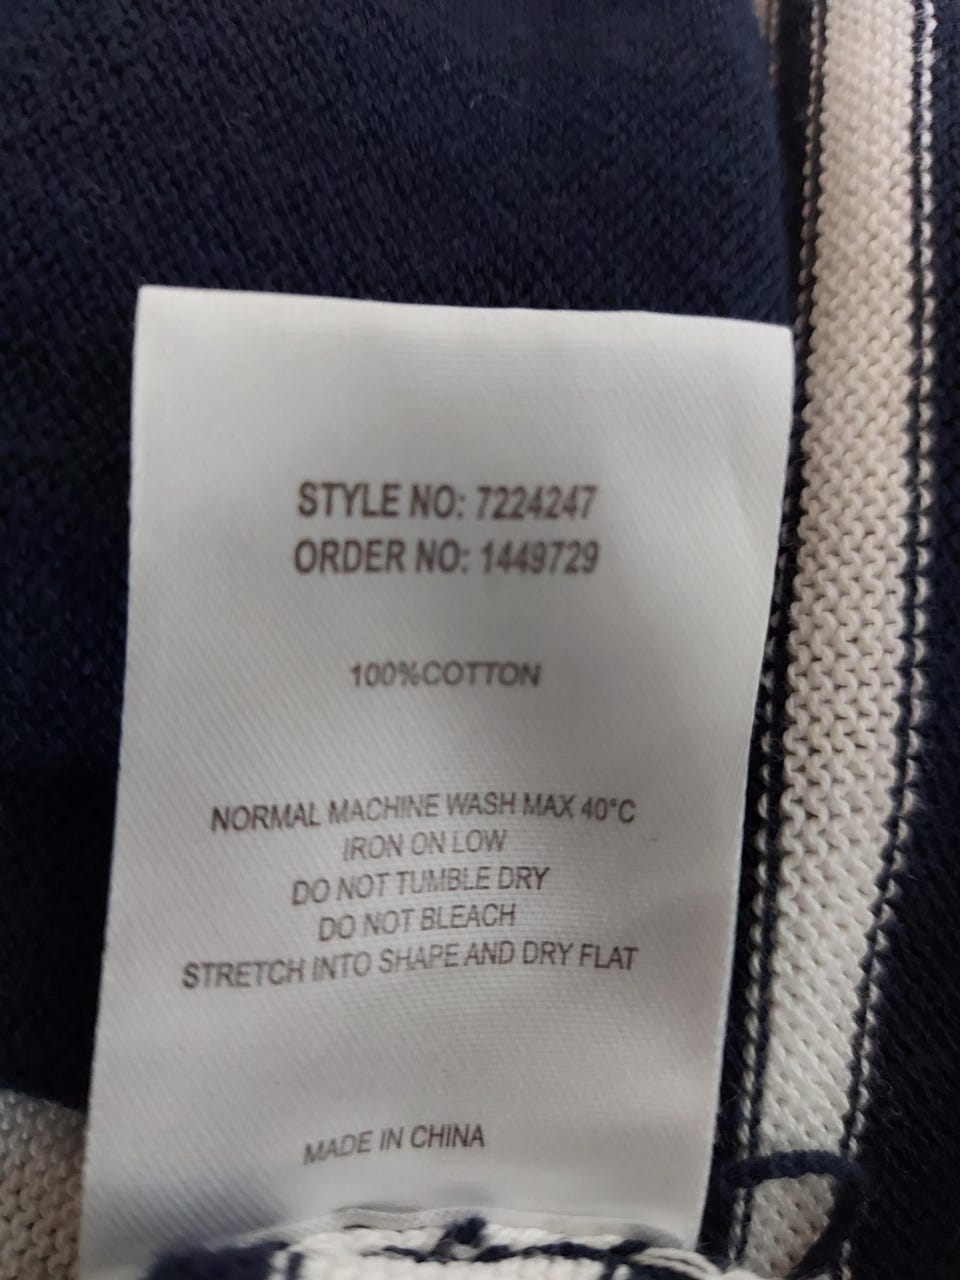 STYLE NO: 7224247
ORDER NO: 1449729
100%COTTON
NORMAL MACHINE WASH MAX 40°C
IRON ON LOW
DO NOT TUMBLE DRY
DO NOT BLEACH
STRETCH INTO SHAPE AND DRY FLAT
MADE IN CHINA